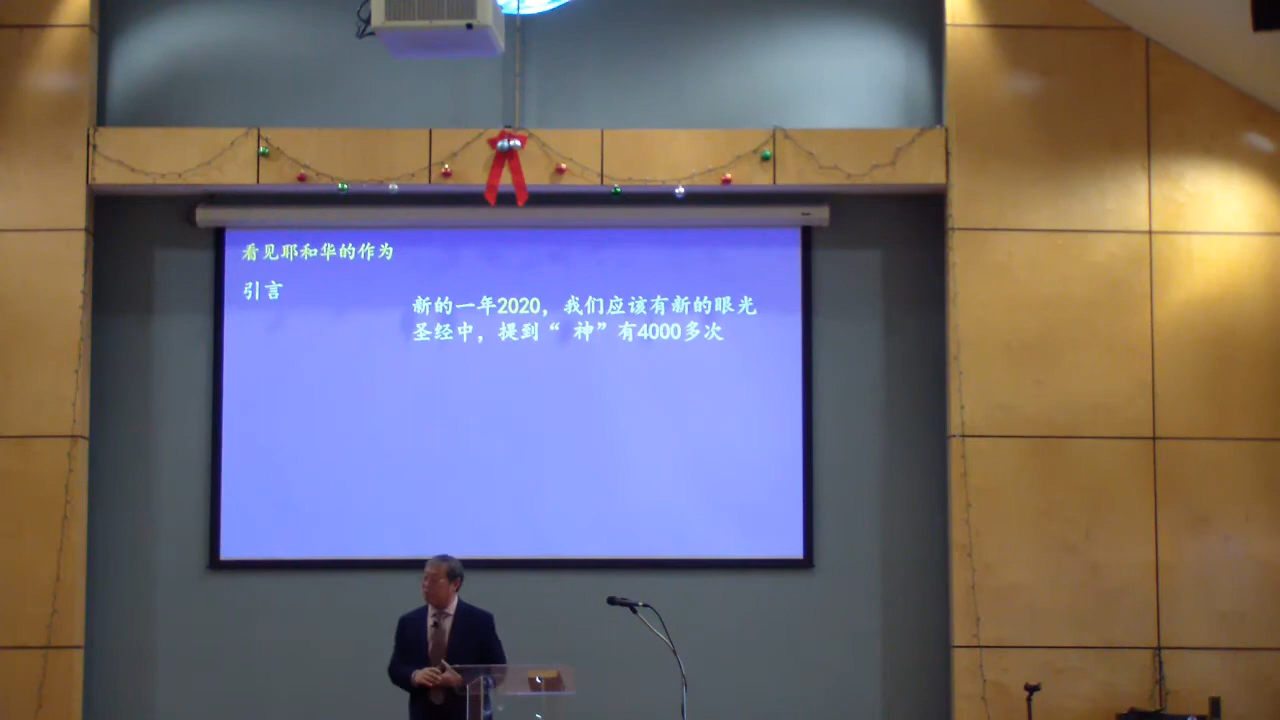 看见耶和华的作为
引言
新的一年2020，我们应该有新的眼光
圣经中，提到“ 神”有4000多次